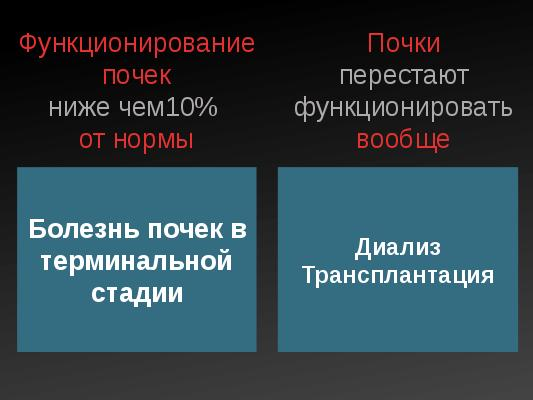 Функционирование
почек
ниже чем10%
от нормы
Почки
перестают
функционировать
вообще
Болезнь почек в
терминальной
стадии
Диализ
Трансплантация